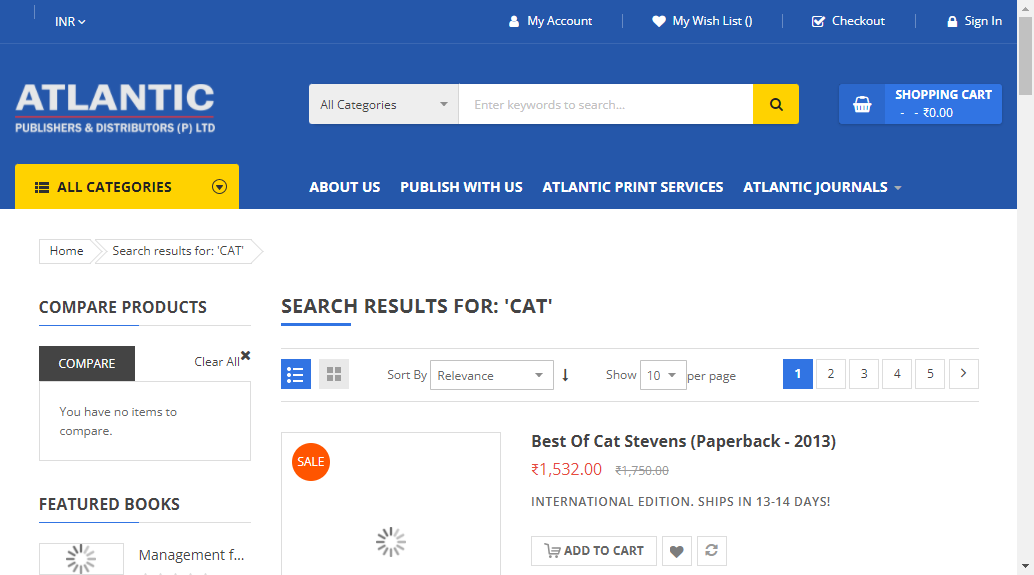 INR
My Account
My Wish List ()
Checkout
Sign In
ATLANTIC
PUBLISHERS & DISTRIBUTORS (P) LTD
All Categories
Enter keywords to search...
SHOPPING CART
- - ₹0.00
ALL CATEGORIES
ABOUT US
PUBLISH WITH US
ATLANTIC PRINT SERVICES
ATLANTIC JOURNALS
Home
Search results for: 'CAT'
COMPARE PRODUCTS
COMPARE
Clear All
You have no items to
compare.
FEATURED BOOKS
Management f...
SEARCH RESULTS FOR: 'CAT'
Sort By
Relevance
Show
10
per page
1
2
3
4
5
SALE
Best Of Cat Stevens (Paperback - 2013)
₹1,532.00 ₹1,750.00
INTERNATIONAL EDITION. SHIPS IN 13-14 DAYS!
ADD TO CART